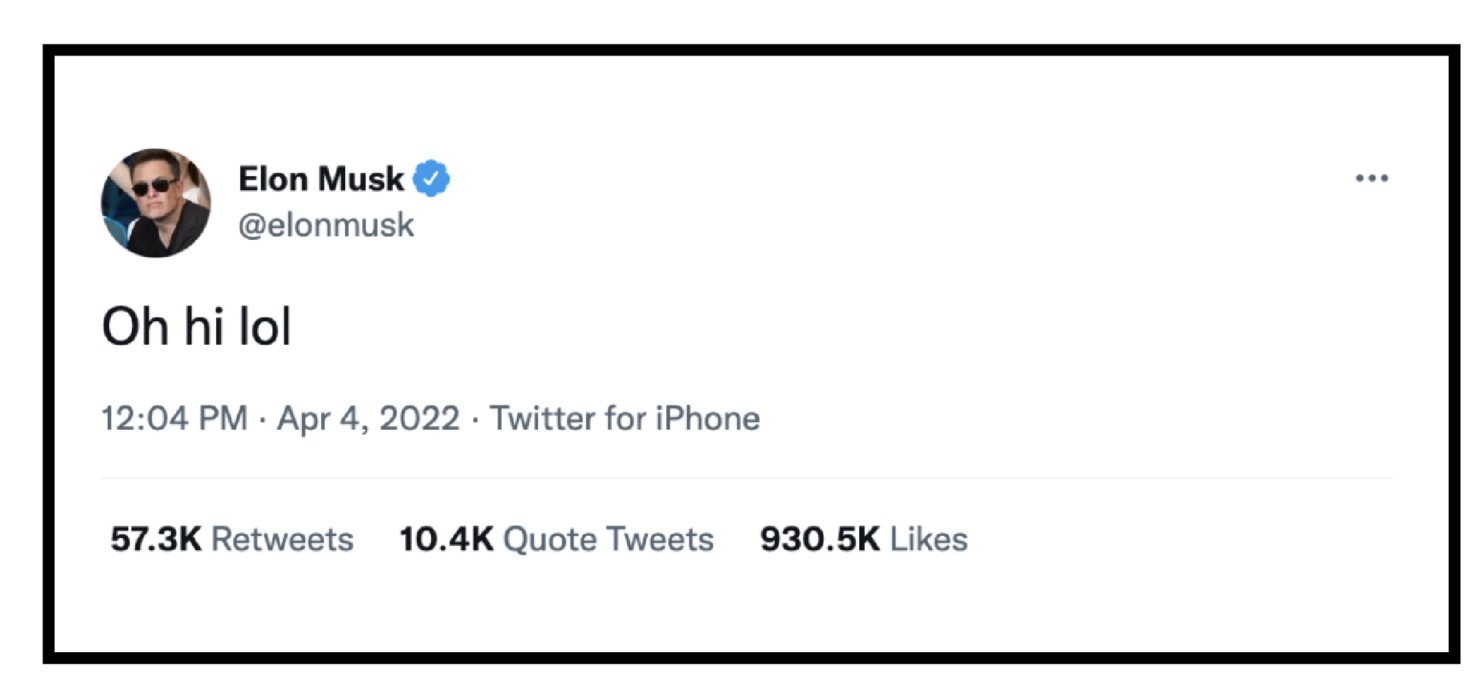 Elon Musk
@elonmusk
Oh hi lol
12:04 PM · Apr 4, 2022 · Twitter for iPhone
57.3K Retweets 10.4K Quote Tweets 930.5K Likes